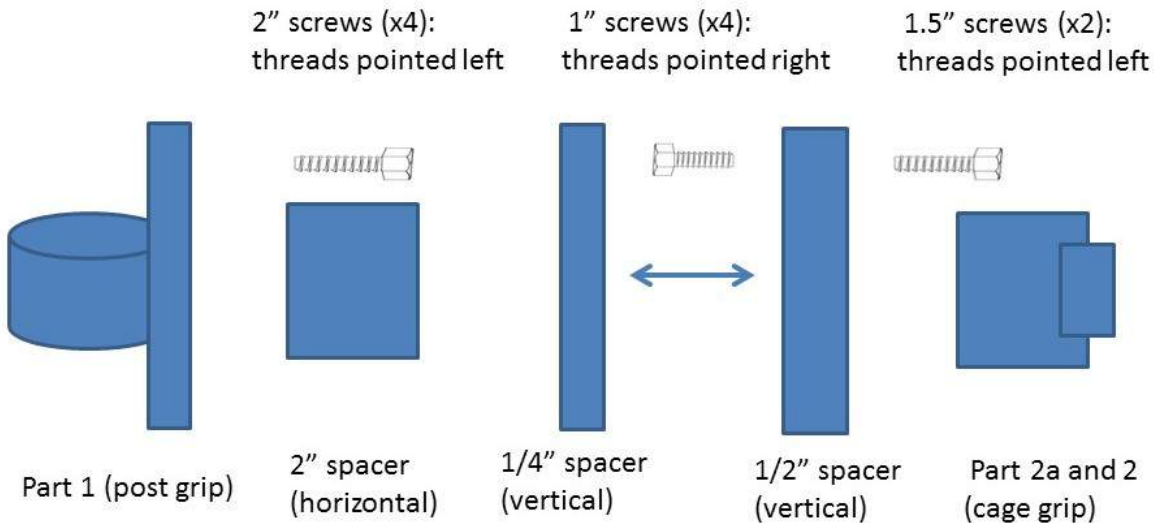 2” screws (x4):
threads pointed left
1” screws (x4):
threads pointed right
1.5” screws (x2):
threads pointed left
Part 1 (post grip)
2” spacer
(horizontal)
1/4” spacer
(vertical)
1/2” spacer
(vertical)
Part 2a and 2
(cage grip)